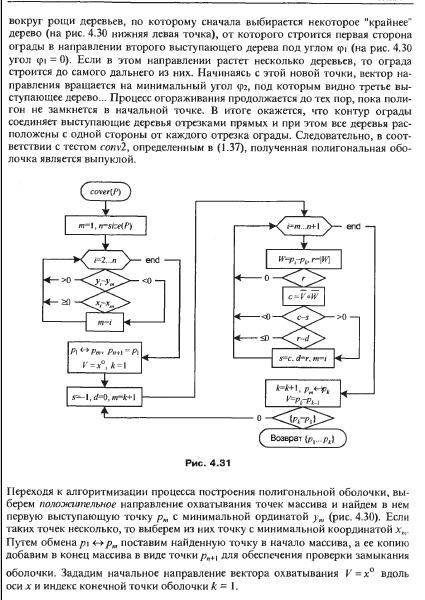 вокруг рощи деревьев, по которому сначала выбирается некоторое "крайнее"
дерево (на рис. 4.30 нижняя левая точка), от которого строится первая сторона
ограды в направлении второго выступающего дерева под углом φ1 (на рис. 4.30
угол φ1 = 0). Если в этом направлении растет несколько деревьев, то ограда
строится до самого дальнего из них. Начинаясь с этой новой точки, вектор на-
правления вращается на минимальный угол φ2, под которым видно третье вы-
ступающее дерево... Процесс огораживания продолжается до тех пор, пока поли-
гон не замкнется в начальной точке. В итоге окажется, что контур ограды
соединяет выступающие деревья отрезками прямых и при этом все деревья рас-
положены с одной стороны от каждого отрезка ограды. Следовательно, в соот-
ветствии с тестом conv2, определенным в (1.37), полученная полигональная обо-
лочка является выпуклой.
cover(P)
m=1, n=size(P)
i=2...n
end
>0
yi-ym
<0
≥0
xi-xm
m=i
p1↔pm, pn+1=p1
V=x⁰, k=1
s=-1, d=0, m=k+1
i=m...n+1
end
W=pi-pk, r=|W|
0
r
c=V∘W
<0
c-s
>0
≤0
r-d
s=c, d=r, m=i
k=k+1, pm↔pk
V=pk-pk-1
0
{pk-p1}
Возврат {p1...pk}
Рис. 4.31
Переходя к алгоритмизации процесса построения полигональной оболочки, вы-
берем положительное направление охватывания точек массива и найдем в нем
первую выступающую точку pm с минимальной ординатой ym (рис. 4.30). Если
таких точек несколько, то выберем из них точку с минимальной координатой xm.
Путем обмена p1↔pm поставим найденную точку в начало массива, а ее копию
добавим в конец массива в виде точки pn+1 для обеспечения проверки замыкания
оболочки. Зададим начальное направление вектора охватывания V=x⁰ вдоль
оси x и индекс конечной точки оболочки k = 1.